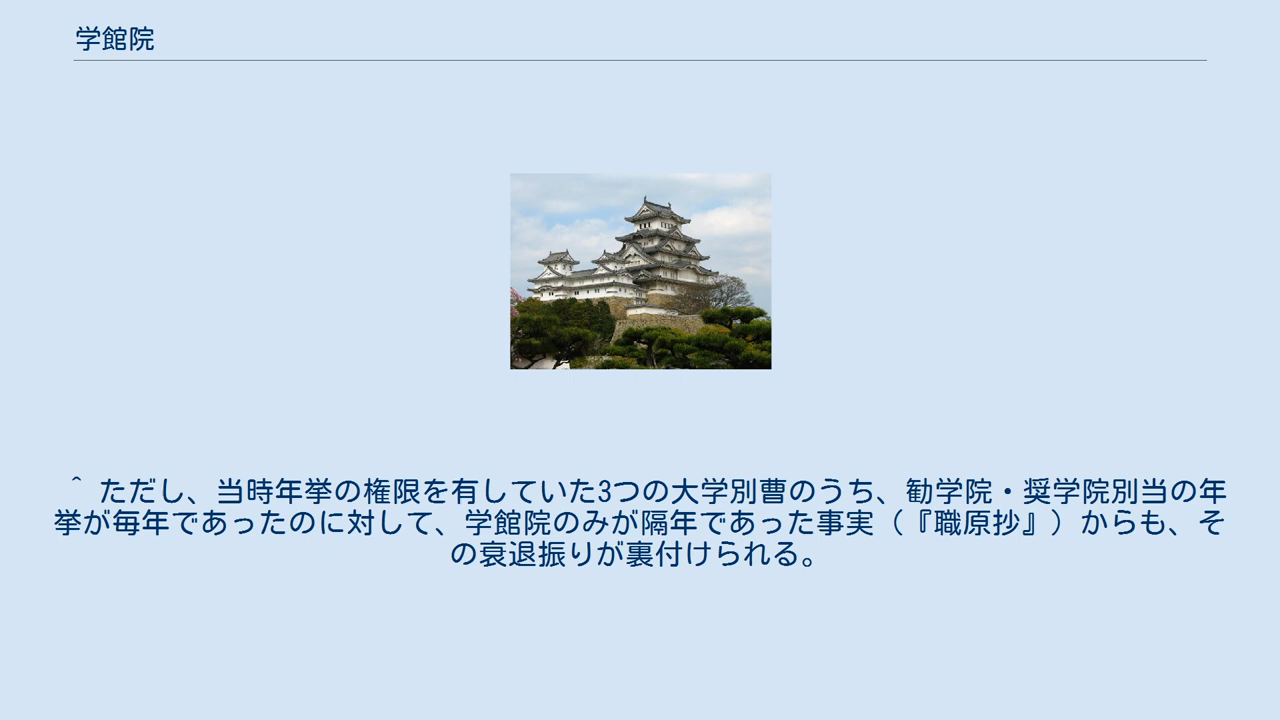 学館院
^ ただし、当時年挙の権限を有していた3つの大学別曹のうち、勧学院・奨学院別当の年
挙が毎年であったのに対して、学館院のみが隔年であった事実（『職原抄』）からも、そ
の衰退振りが裏付けられる。